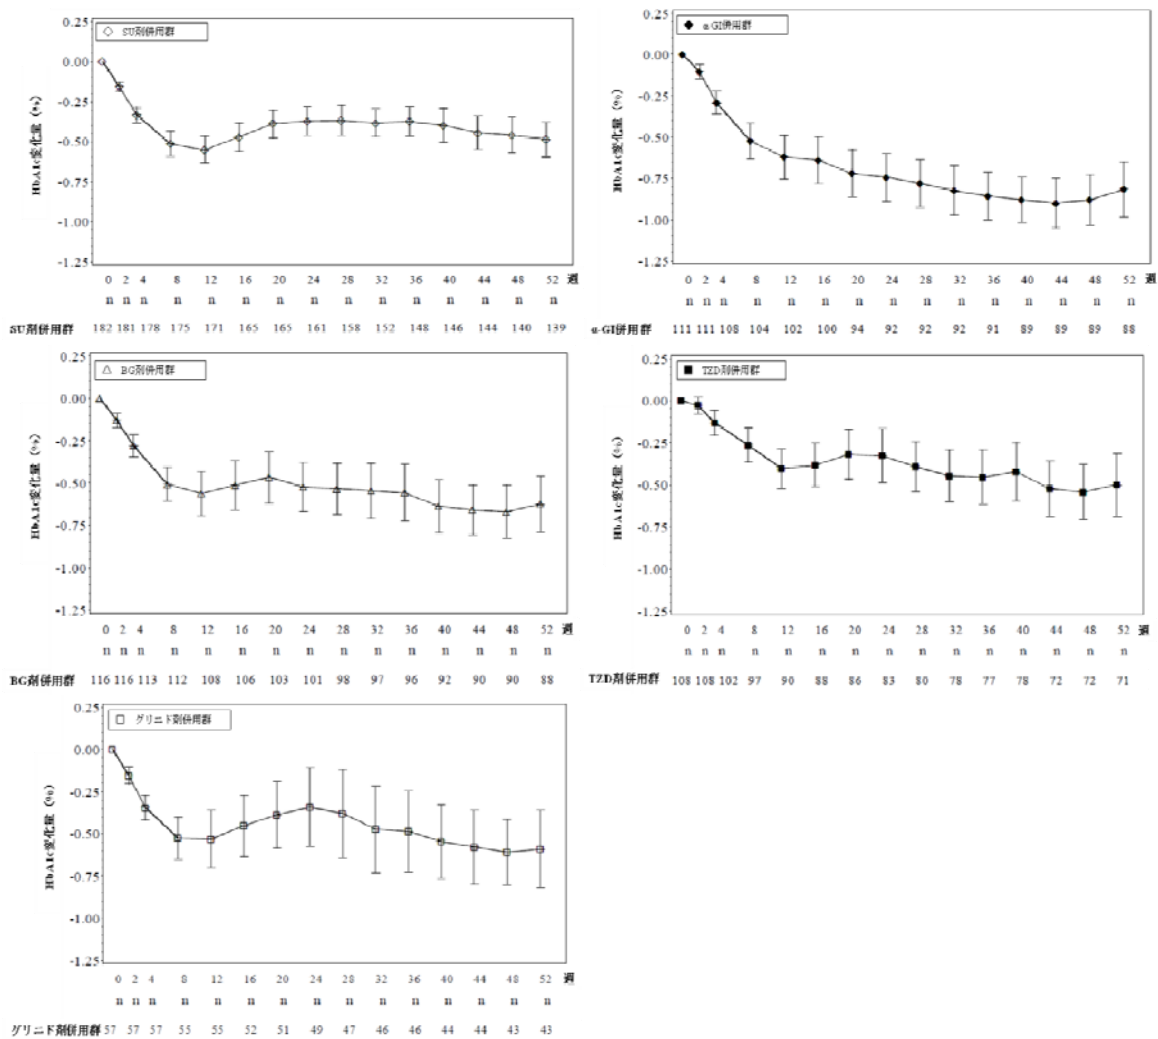 SU剤併用群
HbA1c変化量 (%)
0.25
0.00
-0.25
-0.50
-0.75
-1.00
-1.25
0 2 4 8 12 16 20 24 28 32 36 40 44 48 52 週
n n n n n n n n n n n n n n n
SU剤併用群 182 181 178 175 171 165 165 161 158 152 148 146 144 140 139
α-GI併用群
HbA1c変化量 (%)
0.25
0.00
-0.25
-0.50
-0.75
-1.00
-1.25
0 2 4 8 12 16 20 24 28 32 36 40 44 48 52 週
n n n n n n n n n n n n n n n
α-GI併用群 111 111 108 104 102 100 94 92 92 92 91 89 89 89 88
BG剤併用群
HbA1c変化量 (%)
0.25
0.00
-0.25
-0.50
-0.75
-1.00
-1.25
0 2 4 8 12 16 20 24 28 32 36 40 44 48 52 週
n n n n n n n n n n n n n n n
BG剤併用群 116 116 113 112 108 106 103 101 98 97 96 92 90 90 88
TZD剤併用群
HbA1c変化量 (%)
0.25
0.00
-0.25
-0.50
-0.75
-1.00
-1.25
0 2 4 8 12 16 20 24 28 32 36 40 44 48 52 週
n n n n n n n n n n n n n n n
TZD剤併用群 108 108 102 97 90 88 86 83 80 78 77 78 72 72 71
グリニド剤併用群
HbA1c変化量 (%)
0.00
-0.25
-0.50
-0.75
-1.00
-1.25
0 2 4 8 12 16 20 24 28 32 36 40 44 48 52 週
n n n n n n n n n n n n n n n
グリニド剤併用群 57 57 57 55 55 52 51 49 47 46 46 44 44 43 43